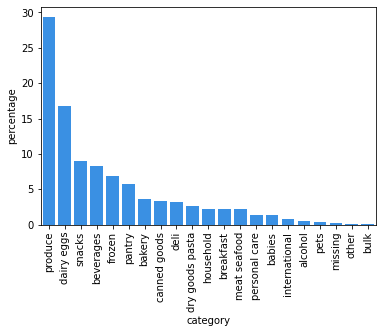 30
25
20
15
10
5
0
percentage
produce
dairy eggs
snacks
beverages
frozen
pantry
bakery
canned goods
deli
dry goods pasta
household
breakfast
meat seafood
personal care
babies
international
alcohol
pets
missing
other
bulk
category